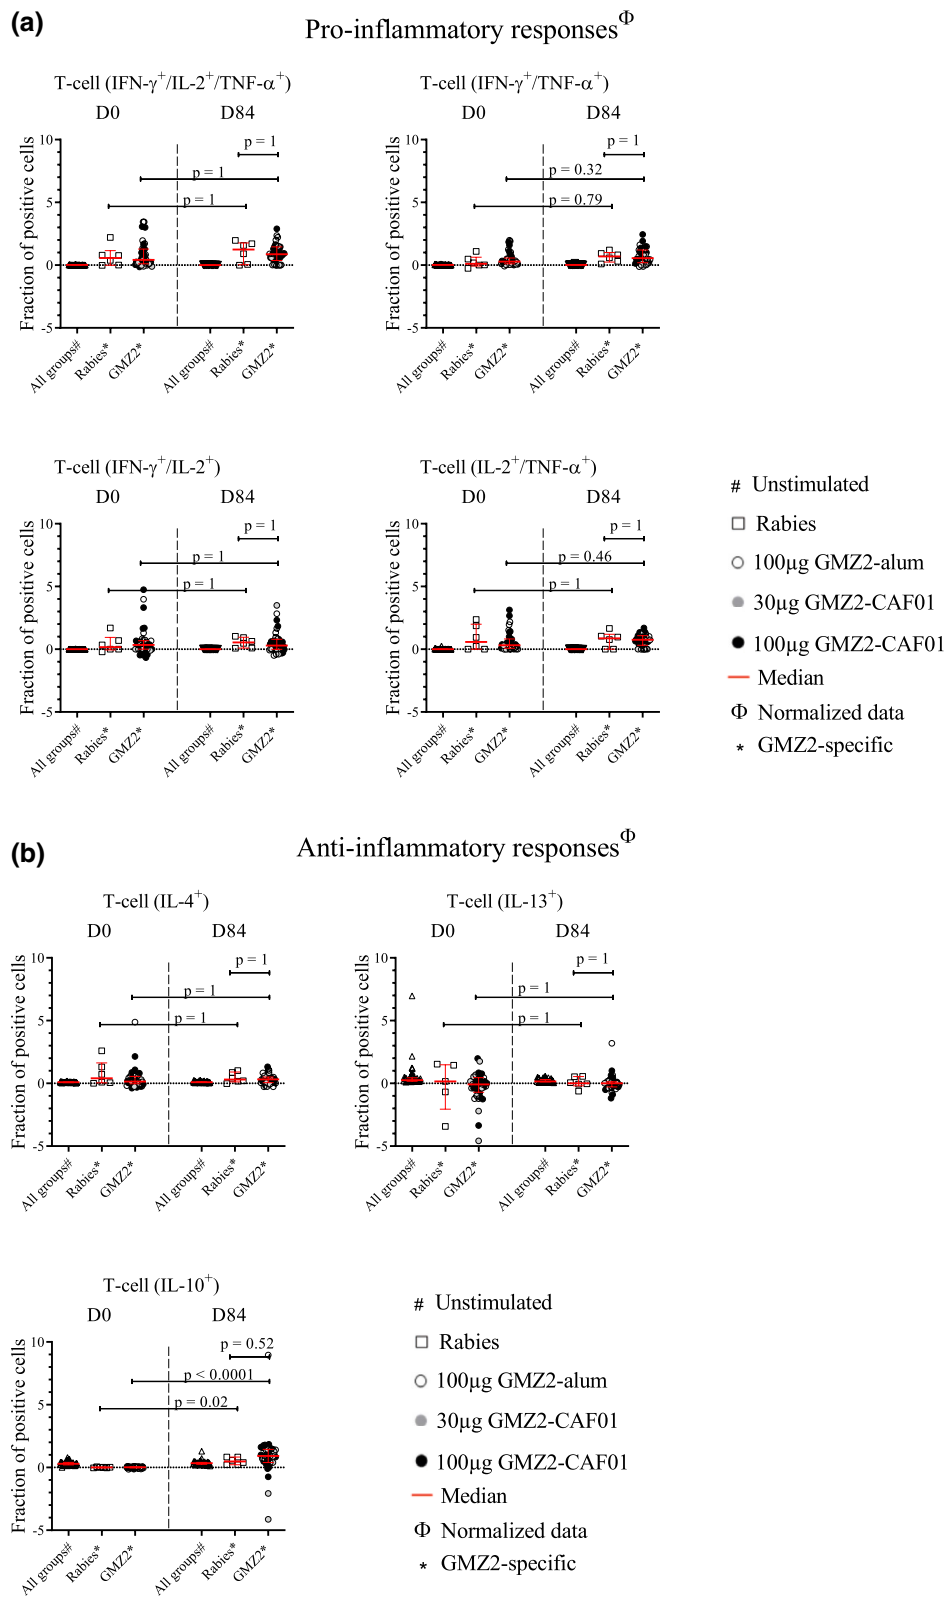 (a)
Pro-inflammatory responsesΦ
T-cell (IFN-γ+/IL-2+/TNF-α+)
D0 D84
Fraction of positive cells
10
5
0
-5
p = 1
p = 1
p = 1
All groups# Rabies* GMZ2* All groups# Rabies* GMZ2*
T-cell (IFN-γ+/TNF-α+)
D0 D84
Fraction of positive cells
10
5
0
-5
p = 1
p = 0.32
p = 0.79
All groups# Rabies* GMZ2* All groups# Rabies* GMZ2*
T-cell (IFN-γ+/IL-2+)
D0 D84
Fraction of positive cells
10
5
0
-5
p = 1
p = 1
p = 1
All groups# Rabies* GMZ2* All groups# Rabies* GMZ2*
T-cell (IL-2+/TNF-α+)
D0 D84
Fraction of positive cells
10
5
0
-5
p = 1
p = 0.46
p = 1
All groups# Rabies* GMZ2* All groups# Rabies* GMZ2*
# Unstimulated
Rabies
100µg GMZ2-alum
30µg GMZ2-CAF01
100µg GMZ2-CAF01
Median
Φ Normalized data
* GMZ2-specific
(b)
Anti-inflammatory responsesΦ
T-cell (IL-4+)
D0 D84
Fraction of positive cells
10
5
0
-5
p = 1
p = 1
p = 1
All groups# Rabies* GMZ2* All groups# Rabies* GMZ2*
T-cell (IL-13+)
D0 D84
Fraction of positive cells
10
5
0
-5
p = 1
p = 1
p = 1
All groups# Rabies* GMZ2* All groups# Rabies* GMZ2*
T-cell (IL-10+)
D0 D84
Fraction of positive cells
10
5
0
-5
p = 0.52
p < 0.0001
p = 0.02
All groups# Rabies* GMZ2* All groups# Rabies* GMZ2*
# Unstimulated
Rabies
100µg GMZ2-alum
30µg GMZ2-CAF01
100µg GMZ2-CAF01
Median
Φ Normalized data
* GMZ2-specific